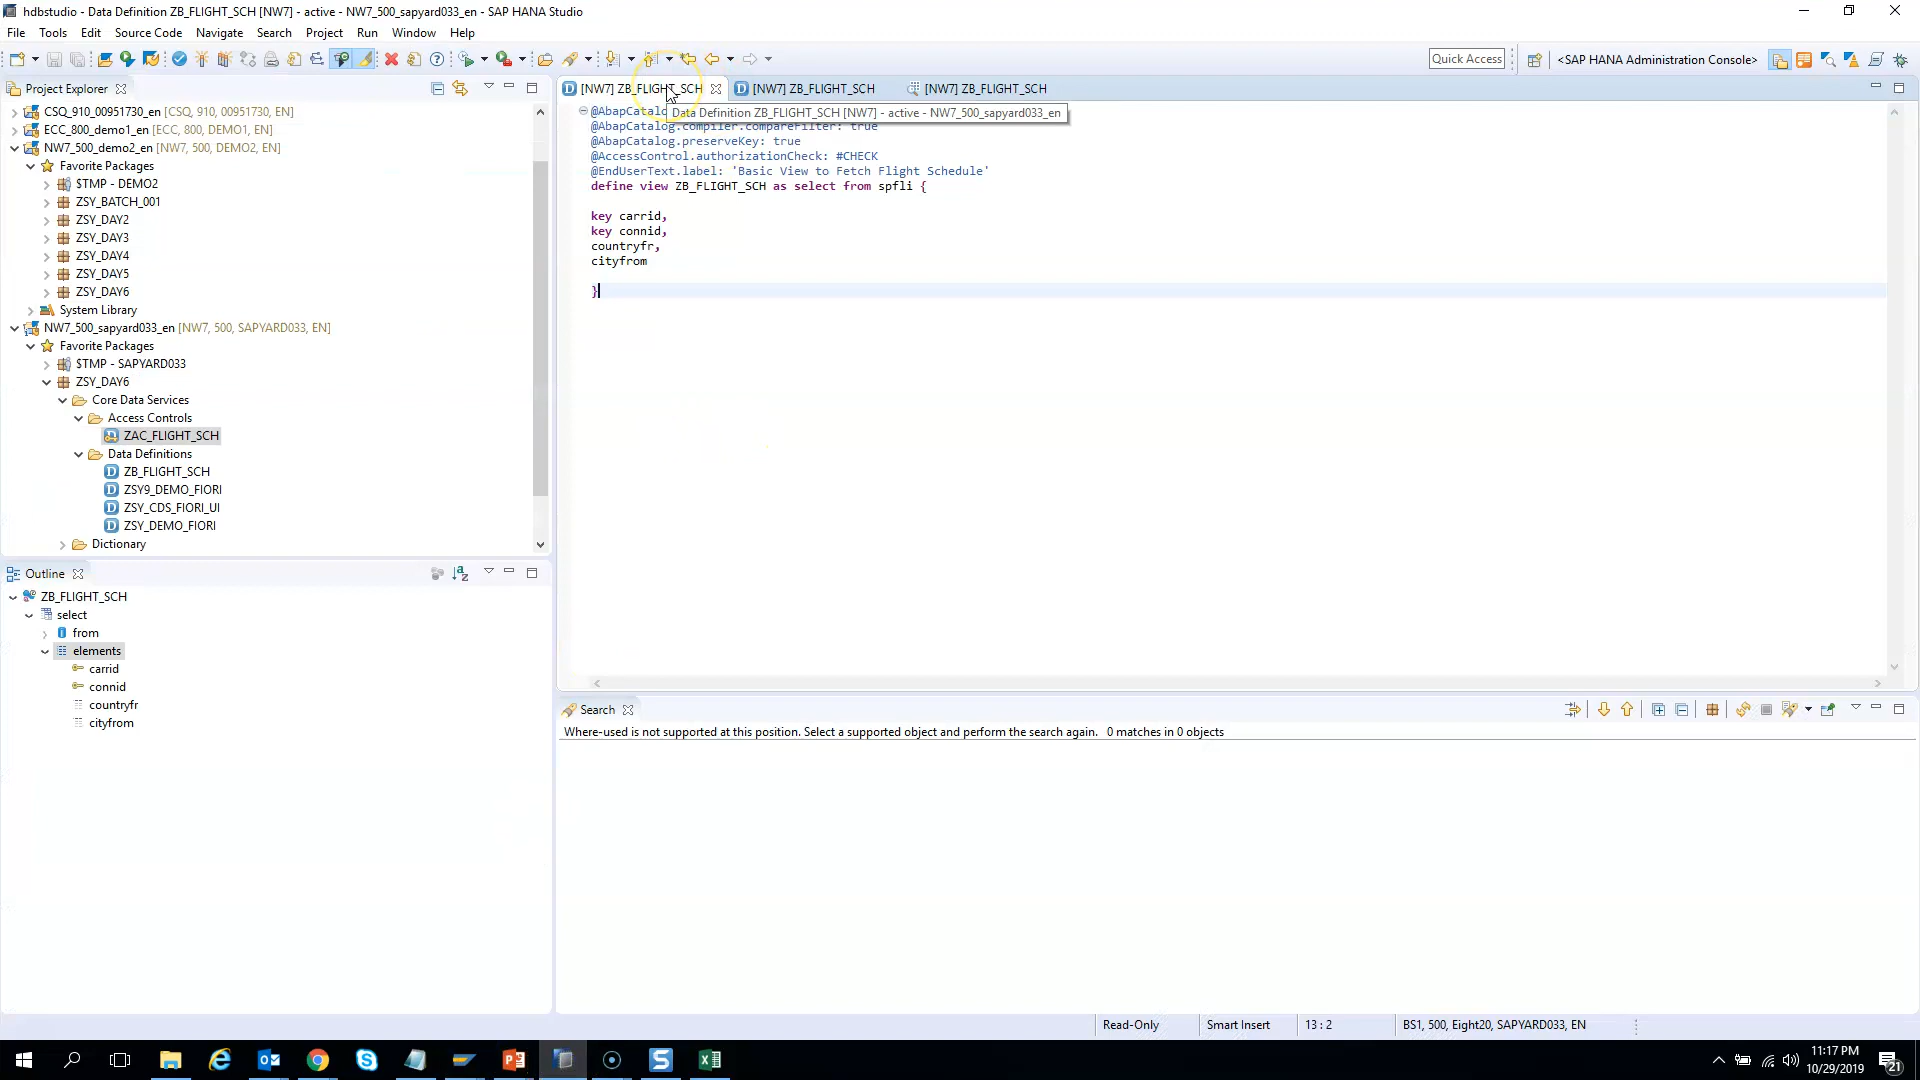 hdbstudio - Data Definition ZB_FLIGHT_SCH [NW7] - active - NW7_500_sapyard033_en - SAP HANA Studio
File Tools Edit Source Code Navigate Search Project Run Window Help
Quick Access <SAP HANA Administration Console>
Project Explorer
CSQ_910_00951730_en [CSQ, 910, 00951730, EN]
ECC_800_demo1_en [ECC, 800, DEMO1, EN]
NW7_500_demo2_en [NW7, 500, DEMO2, EN]
Favorite Packages
$TMP - DEMO2
ZSY_BATCH_001
ZSY_DAY2
ZSY_DAY3
ZSY_DAY4
ZSY_DAY5
ZSY_DAY6
System Library
NW7_500_sapyard033_en [NW7, 500, SAPYARD033, EN]
Favorite Packages
$TMP - SAPYARD033
ZSY_DAY6
Core Data Services
Access Controls
ZAC_FLIGHT_SCH
Data Definitions
ZB_FLIGHT_SCH
ZSY9_DEMO_FIORI
ZSY_CDS_FIORI_UI
ZSY_DEMO_FIORI
Dictionary
Outline
ZB_FLIGHT_SCH
select
from
elements
carrid
connid
countryfr
cityfrom
[NW7] ZB_FLIGHT_SCH [NW7] ZB_FLIGHT_SCH [NW7] ZB_FLIGHT_SCH
Data Definition ZB_FLIGHT_SCH [NW7] - active - NW7_500_sapyard033_en
@AbapCatalog.compiler.compareFilter: true
@AbapCatalog.preserveKey: true
@AccessControl.authorizationCheck: #CHECK
@EndUserText.label: 'Basic View to Fetch Flight Schedule'
define view ZB_FLIGHT_SCH as select from spfli {
key carrid,
key connid,
countryfr,
cityfrom
}
Search
Where-used is not supported at this position. Select a supported object and perform the search again. 0 matches in 0 objects
Read-Only Smart Insert 13 : 2 BS1, 500, Eight20, SAPYARD033, EN
11:17 PM
10/29/2019
21